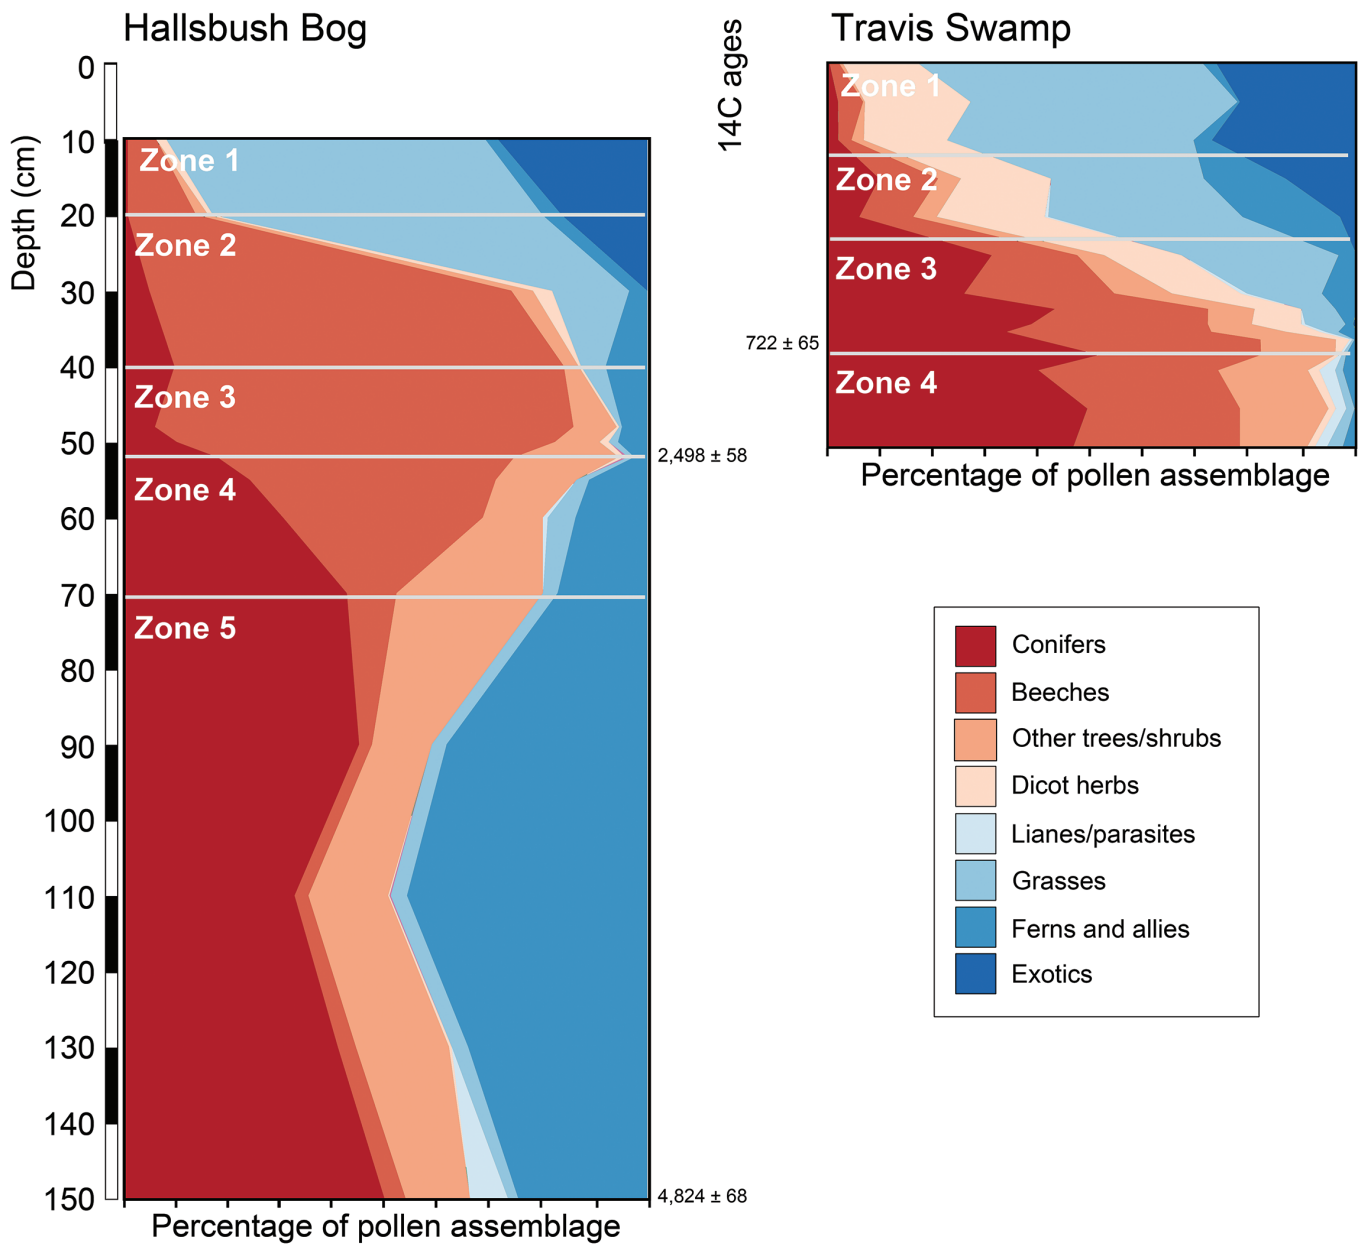 Hallsbush Bog
Travis Swamp
14C ages
Depth (cm)
0
10
20
30
40
50
60
70
80
90
100
110
120
130
140
150
Zone 1
Zone 2
Zone 3
Zone 4
Zone 5
2,498 ± 58
4,824 ± 68
Percentage of pollen assemblage
Zone 1
Zone 2
Zone 3
722 ± 65
Zone 4
Percentage of pollen assemblage
Conifers
Beeches
Other trees/shrubs
Dicot herbs
Lianes/parasites
Grasses
Ferns and allies
Exotics